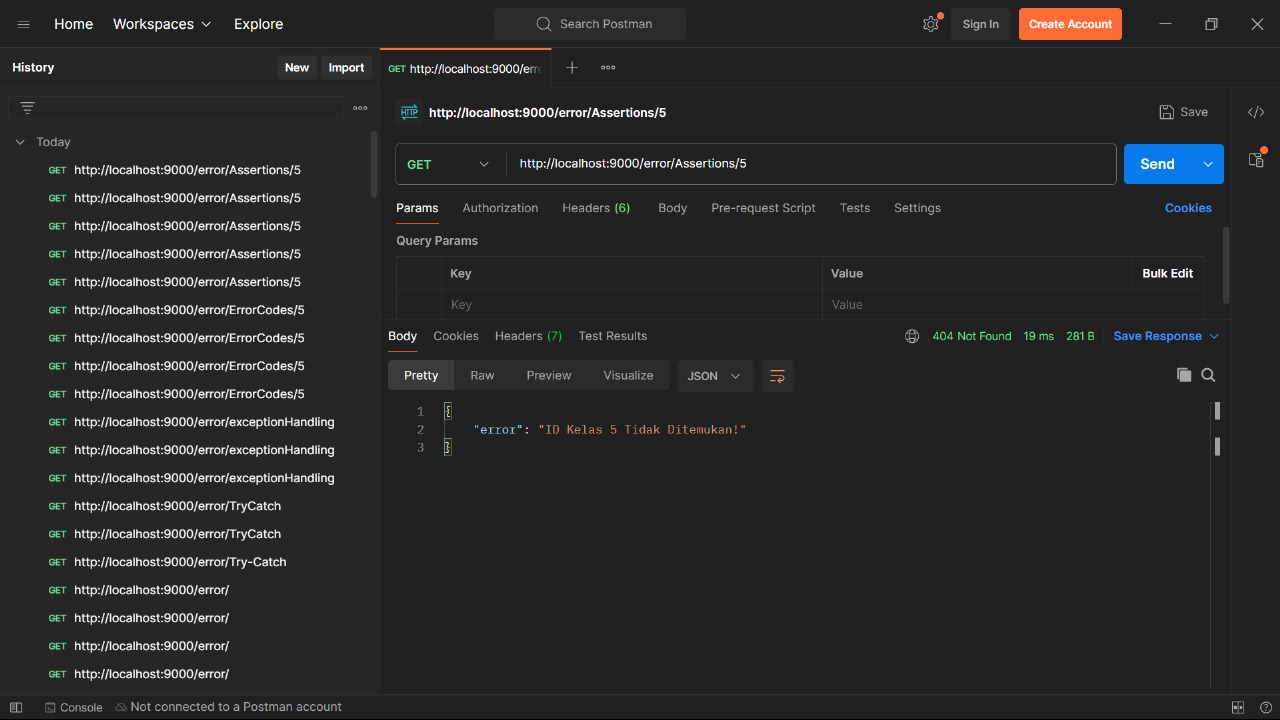 Home Workspaces Explore Search Postman Sign In Create Account
History New Import
GET http://localhost:9000/erro
http://localhost:9000/error/Assertions/5 Save
GET http://localhost:9000/error/Assertions/5 Send
Params Authorization Headers (6) Body Pre-request Script Tests Settings Cookies
Query Params
Key Value Bulk Edit
Key Value
Body Cookies Headers (7) Test Results 404 Not Found 19 ms 281 B Save Response
Pretty Raw Preview Visualize JSON
1 {
2 "error": "ID Kelas 5 Tidak Ditemukan!"
3 }
Today
GET http://localhost:9000/error/Assertions/5
GET http://localhost:9000/error/Assertions/5
GET http://localhost:9000/error/Assertions/5
GET http://localhost:9000/error/Assertions/5
GET http://localhost:9000/error/Assertions/5
GET http://localhost:9000/error/ErrorCodes/5
GET http://localhost:9000/error/ErrorCodes/5
GET http://localhost:9000/error/ErrorCodes/5
GET http://localhost:9000/error/ErrorCodes/5
GET http://localhost:9000/error/exceptionHandling
GET http://localhost:9000/error/exceptionHandling
GET http://localhost:9000/error/exceptionHandling
GET http://localhost:9000/error/TryCatch
GET http://localhost:9000/error/TryCatch
GET http://localhost:9000/error/Try-Catch
GET http://localhost:9000/error/
GET http://localhost:9000/error/
GET http://localhost:9000/error/
GET http://localhost:9000/error/
Console Not connected to a Postman account